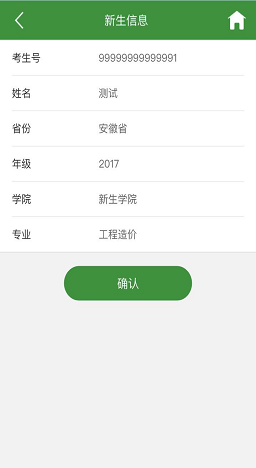 新生信息
考生号 99999999999991
姓名 测试
省份 安徽省
年级 2017
学院 新生学院
专业 工程造价
确认